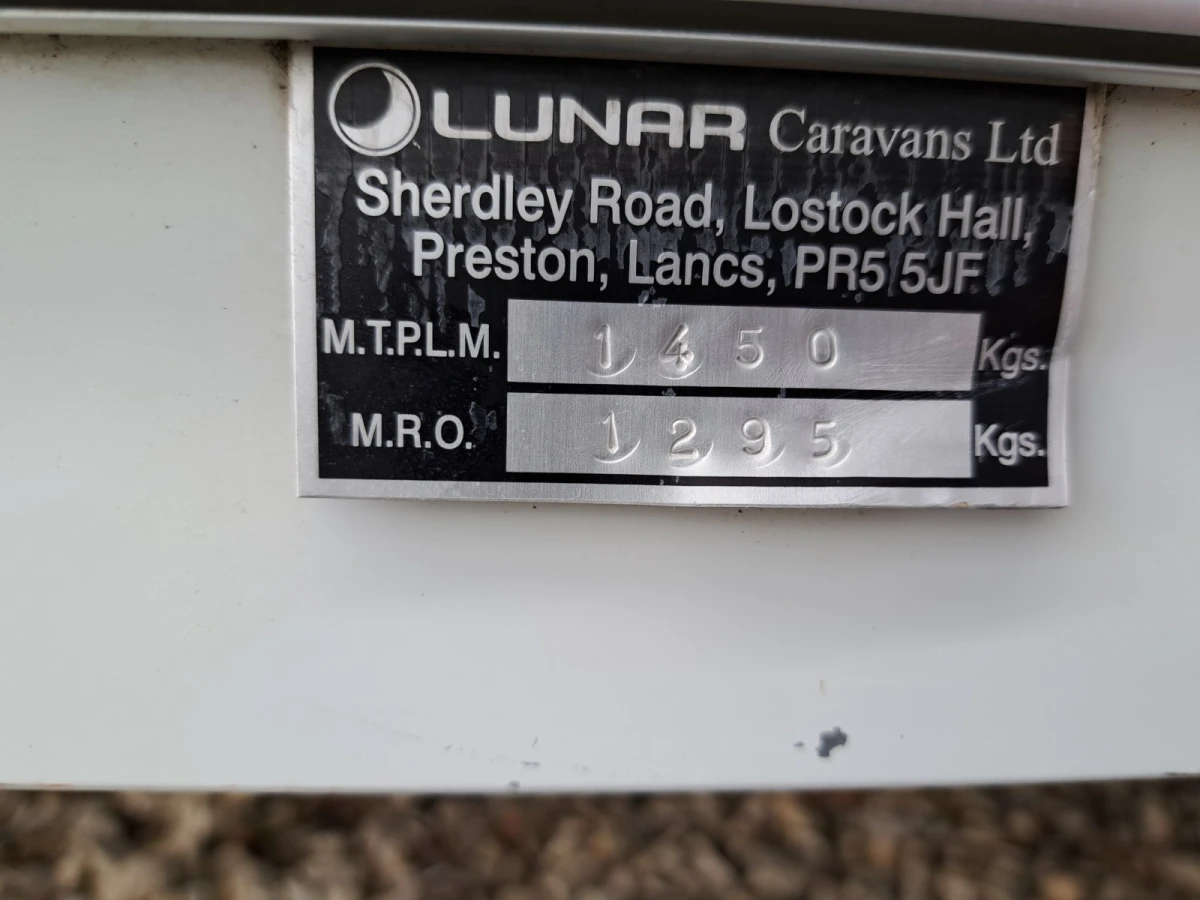 LUNAR Caravans Ltd
Sherdley Road, Lostock Hall,
Preston, Lancs, PR5 5JF
M.T.P.L.M. 1450 Kgs.
M.R.O. 1295 Kgs.